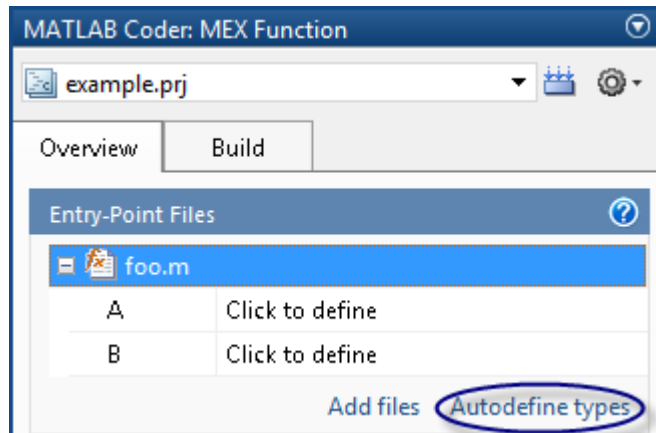 MATLAB Coder: MEX Function
example.prj
Overview Build
Entry-Point Files
foo.m
A Click to define
B Click to define
Add files Autodefine types